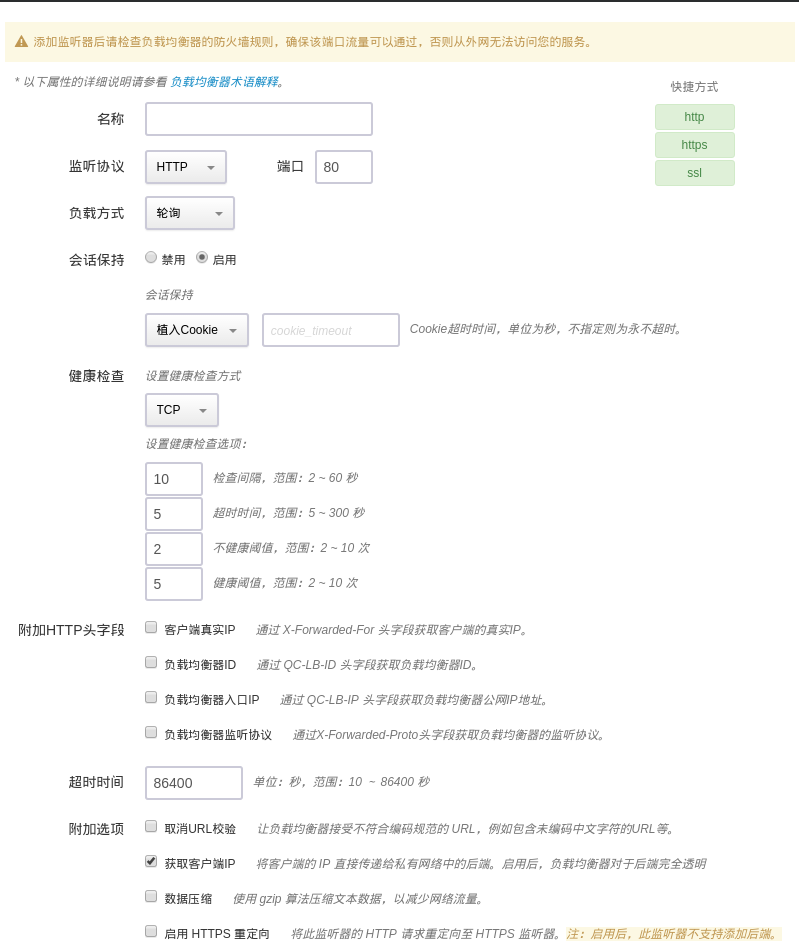 添加监听器后请检查负载均衡器的防火墙规则，确保该端口流量可以通过，否则从外网无法访问您的服务。
* 以下属性的详细说明请参看 负载均衡器术语解释。
快捷方式
http
https
ssl
名称
监听协议 HTTP 端口 80
负载方式 轮询
会话保持 禁用 启用
会话保持
植入Cookie cookie_timeout Cookie超时时间，单位为秒，不指定则为永不超时。
健康检查 设置健康检查方式
TCP
设置健康检查选项：
10 检查间隔，范围：2 ~ 60 秒
5 超时时间，范围：5 ~ 300 秒
2 不健康阈值，范围：2 ~ 10 次
5 健康阈值，范围：2 ~ 10 次
附加HTTP头字段 客户端真实IP 通过 X-Forwarded-For 头字段获取客户端的真实IP。
负载均衡器ID 通过 QC-LB-ID 头字段获取负载均衡器ID。
负载均衡器入口IP 通过 QC-LB-IP 头字段获取负载均衡器公网IP地址。
负载均衡器监听协议 通过X-Forwarded-Proto头字段获取负载均衡器的监听协议。
超时时间 86400 单位：秒，范围：10 ~ 86400 秒
附加选项 取消URL校验 让负载均衡器接受不符合编码规范的 URL，例如包含未编码中文字符的URL等。
获取客户端IP 将客户端的 IP 直接传递给私有网络中的后端。启用后，负载均衡器对于后端完全透明
数据压缩 使用 gzip 算法压缩文本数据，以减少网络流量。
启用 HTTPS 重定向 将此监听器的 HTTP 请求重定向至 HTTPS 监听器。注：启用后，此监听器不支持添加后端。